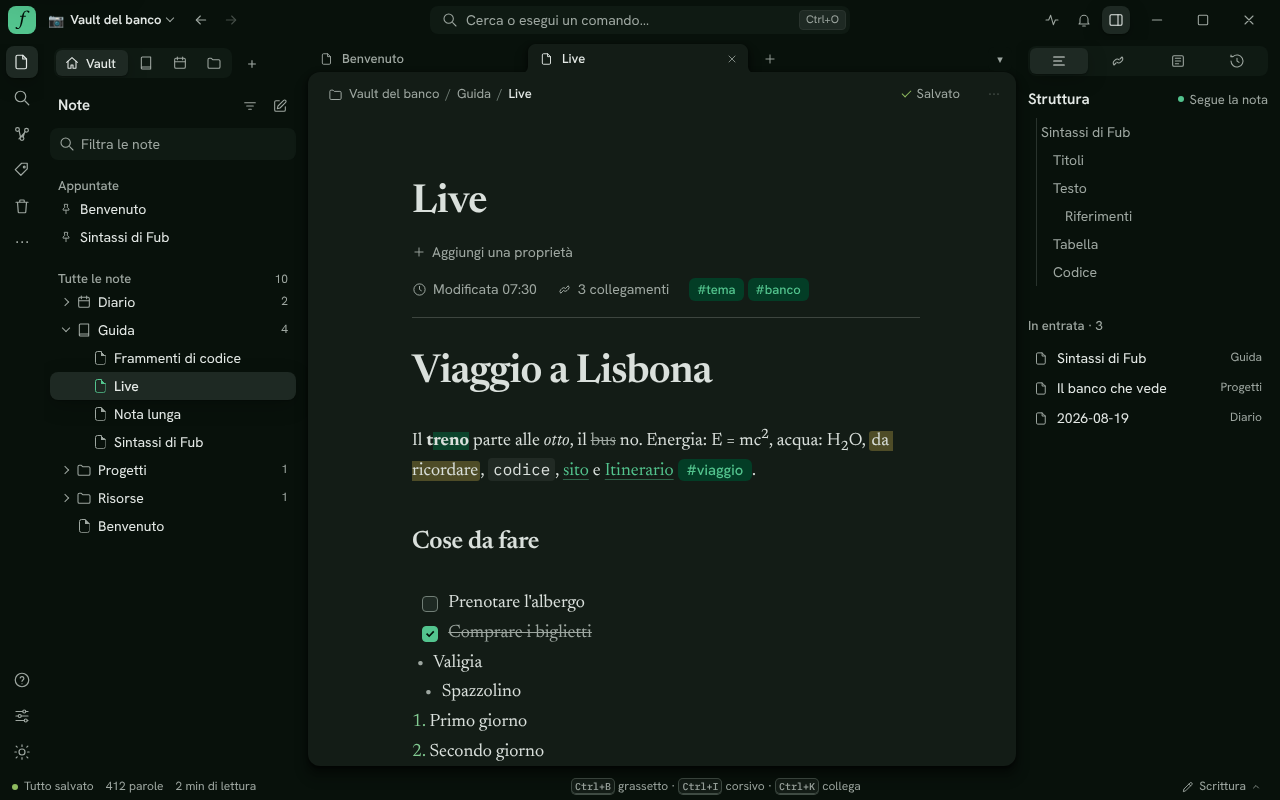 f Vault del banco
Cerca o esegui un comando… Ctrl+O
Vault
Benvenuto
Live
Note
Filtra le note
Appuntate
Benvenuto
Sintassi di Fub
Tutte le note 10
Diario 2
Guida 4
Frammenti di codice
Live
Nota lunga
Sintassi di Fub
Progetti 1
Risorse 1
Benvenuto
Vault del banco / Guida / Live
Salvato
Live
Aggiungi una proprietà
Modificata 07:30 3 collegamenti #tema #banco
Viaggio a Lisbona
Il treno parte alle otto, il bus no. Energia: E = mc², acqua: H₂O, da
ricordare, codice, sito e Itinerario #viaggio.
Cose da fare
Prenotare l'albergo
Comprare i biglietti
• Valigia
• Spazzolino
1. Primo giorno
2. Secondo giorno
Struttura Segue la nota
Sintassi di Fub
Titoli
Testo
Riferimenti
Tabella
Codice
In entrata · 3
Sintassi di Fub Guida
Il banco che vede Progetti
2026-08-19 Diario
Tutto salvato 412 parole 2 min di lettura
Ctrl+B grassetto · Ctrl+I corsivo · Ctrl+K collega
Scrittura